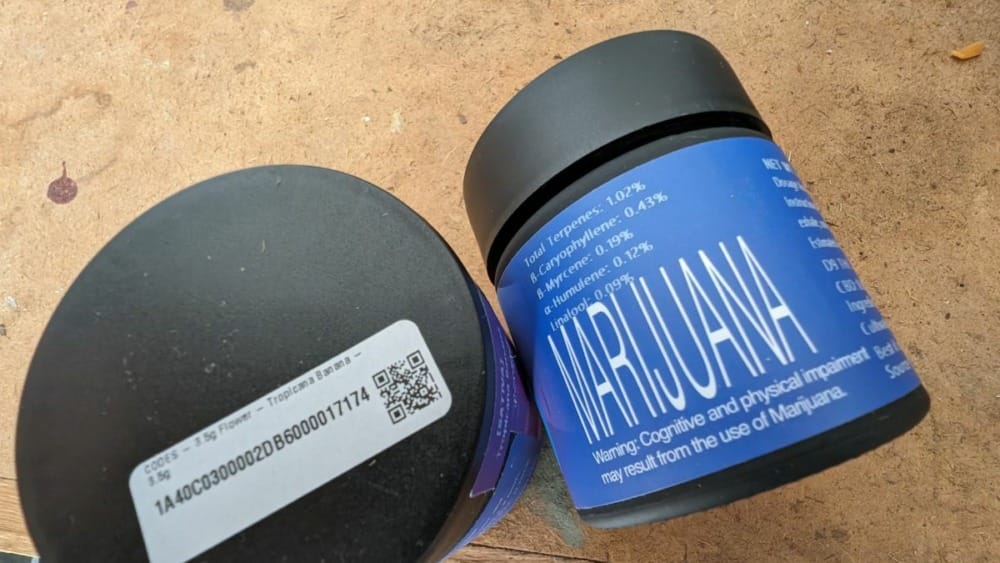 CODES – 3.5g Flower – Tropicana Banana –
3.5g
1A40C0300002DB6000017174
Total Terpenes: 1.02%
β-Caryophyllene: 0.43%
β-Myrcene: 0.19%
α-Humulene: 0.12%
Linalool: 0.09%
MARIJUANA
Warning: Cognitive and physical impairment
may result from the use of Marijuana.
NET
Best